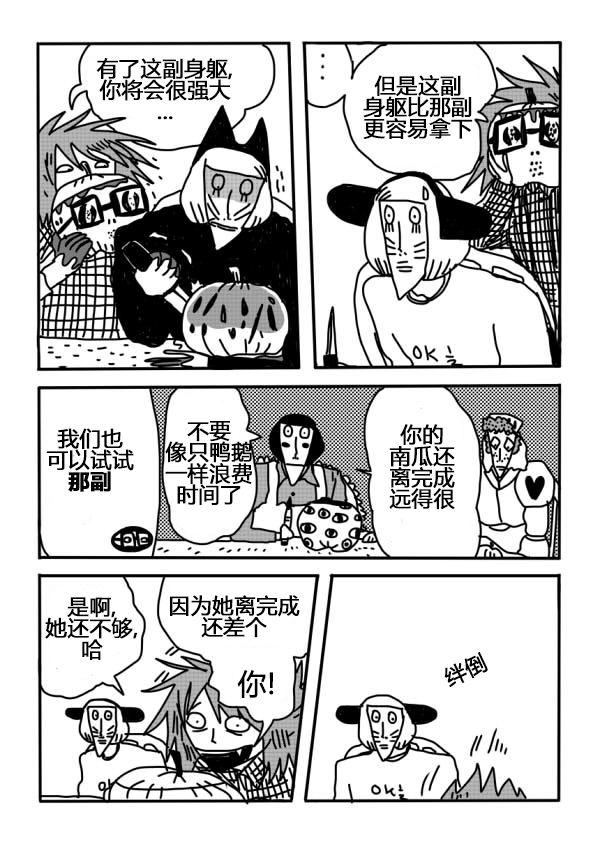 有了这副身躯,
你将会很强大
...
...
但是这副
身躯比那副
更容易拿下
OK ½
我们也
可以试试
那副
不要
像只鸭鹅
一样浪费
时间了
你的
南瓜还
离完成
远得很
是啊,
她还不够,
哈
因为她离完成
还差个
你!
绊倒
OK ½